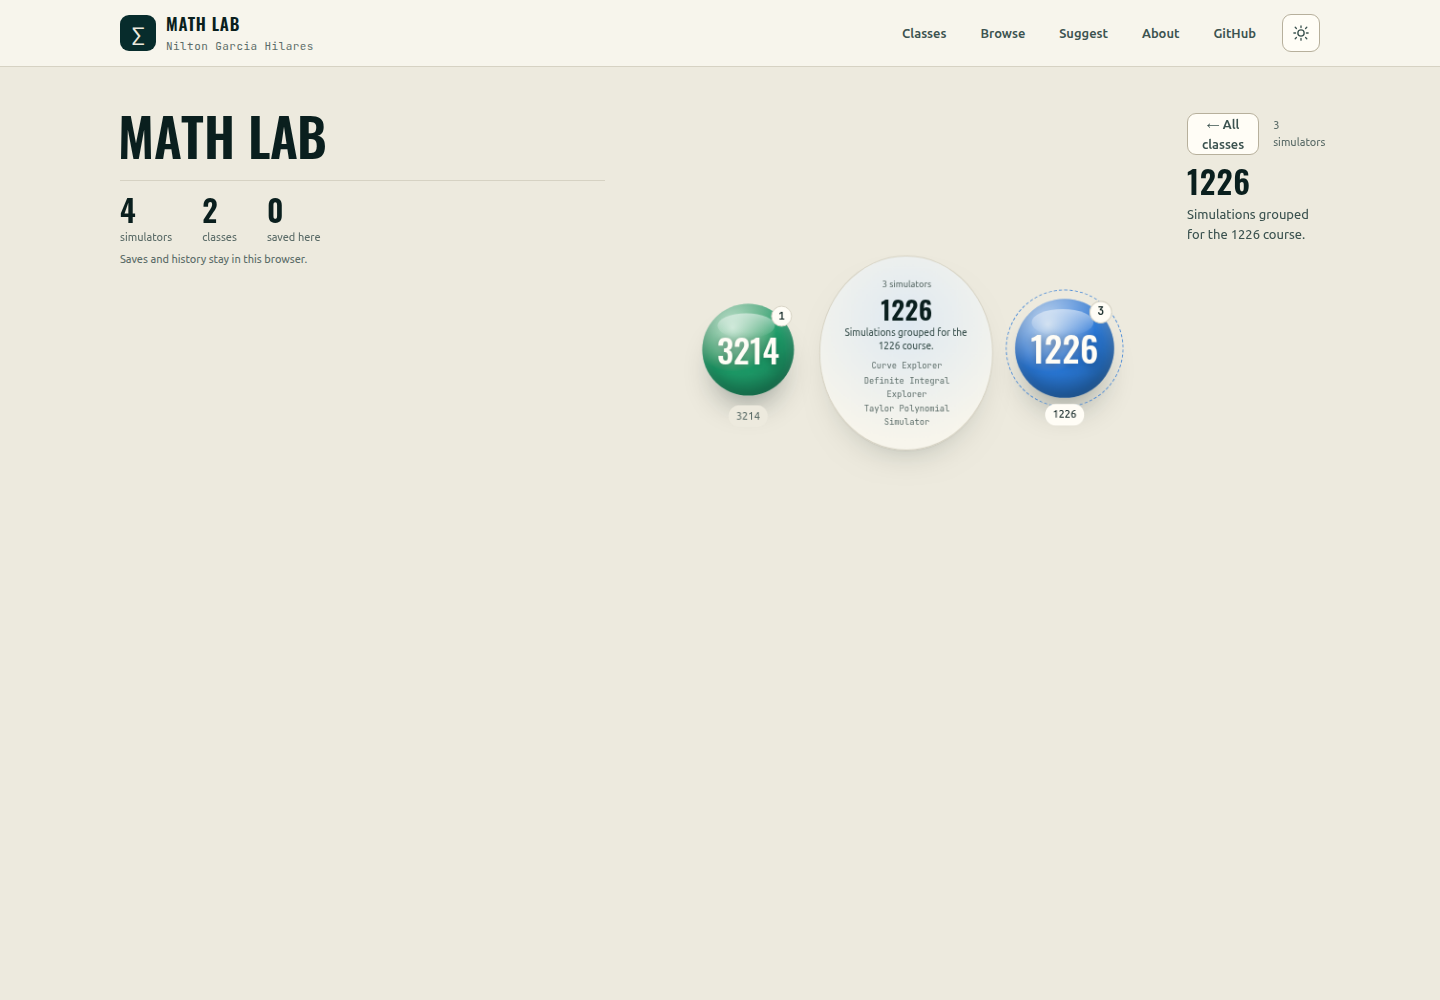 ∑
MATH LAB
Nilton Garcia Hilares
Classes
Browse
Suggest
About
GitHub
MATH LAB
4
simulators
2
classes
0
saved here
Saves and history stay in this browser.
1
3214
3214
3 simulators
1226
Simulations grouped for the
1226 course.
Curve Explorer
Definite Integral
Explorer
Taylor Polynomial
Simulator
3
1226
1226
← All
classes
3
simulators
1226
Simulations grouped
for the 1226 course.